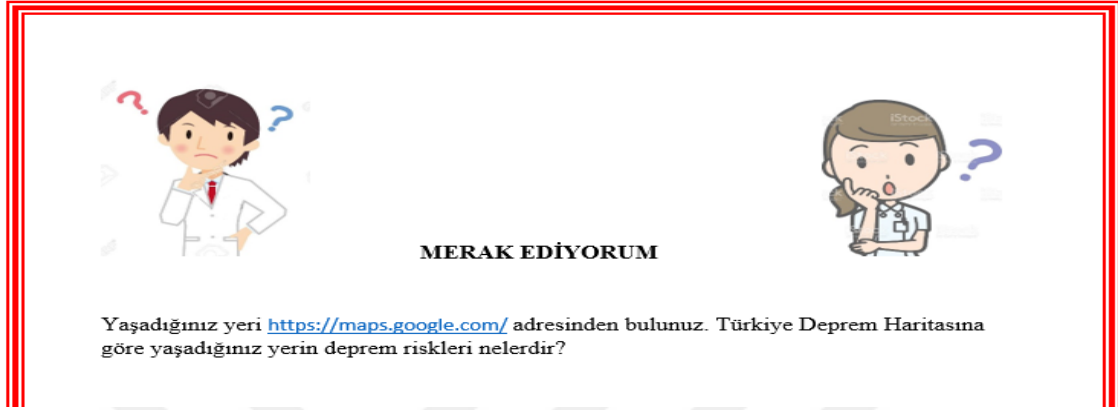 iStock
MERAK EDİYORUM
Yaşadığınız yeri https://maps.google.com/ adresinden bulunuz. Türkiye Deprem Haritasına
göre yaşadığınız yerin deprem riskleri nelerdir?